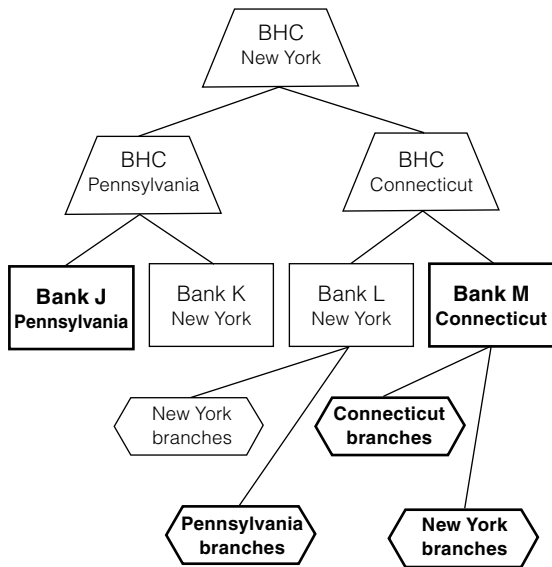 BHC
New York
BHC
Pennsylvania
BHC
Connecticut
Bank J
Pennsylvania
Bank K
New York
Bank L
New York
Bank M
Connecticut
New York
branches
Connecticut
branches
Pennsylvania
branches
New York
branches